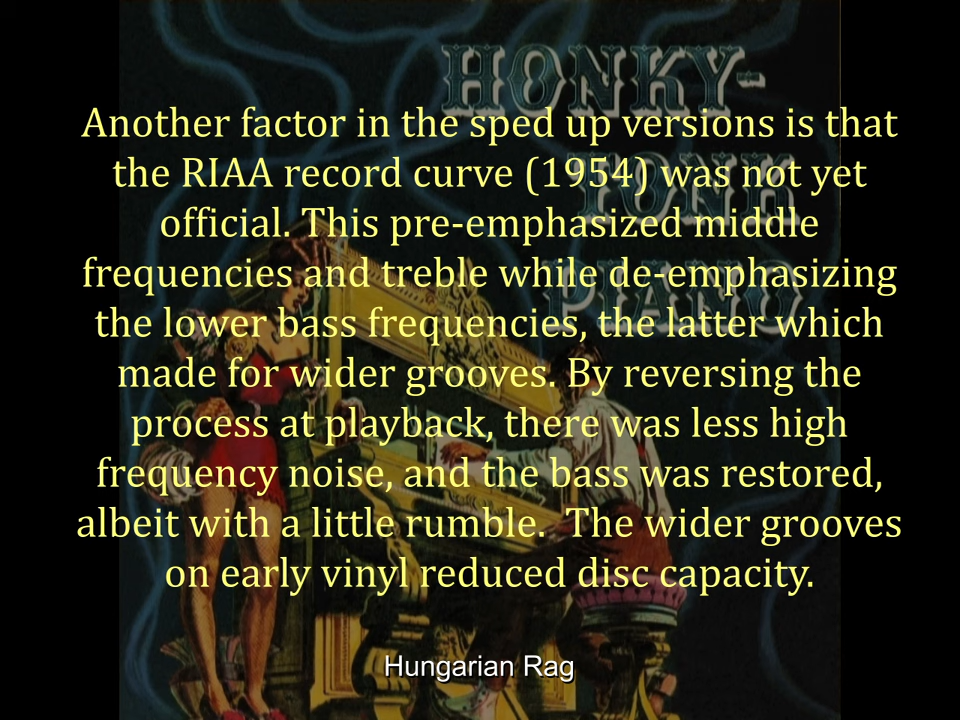 HONKY-
TONK
PIANO
Another factor in the sped up versions is that
the RIAA record curve (1954) was not yet
official. This pre-emphasized middle
frequencies and treble while de-emphasizing
the lower bass frequencies, the latter which
made for wider grooves. By reversing the
process at playback, there was less high
frequency noise, and the bass was restored,
albeit with a little rumble.  The wider grooves
on early vinyl reduced disc capacity.
Hungarian Rag